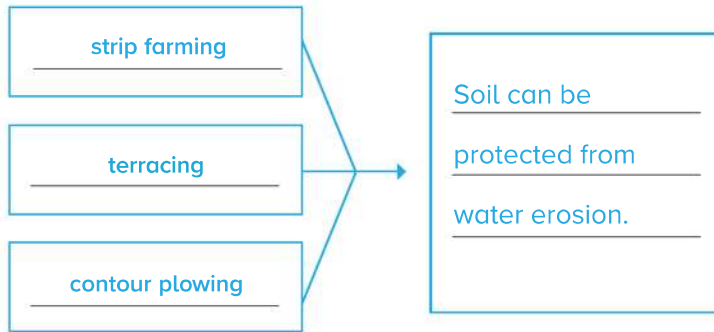 strip farming
terracing
contour plowing
Soil can be
protected from
water erosion.